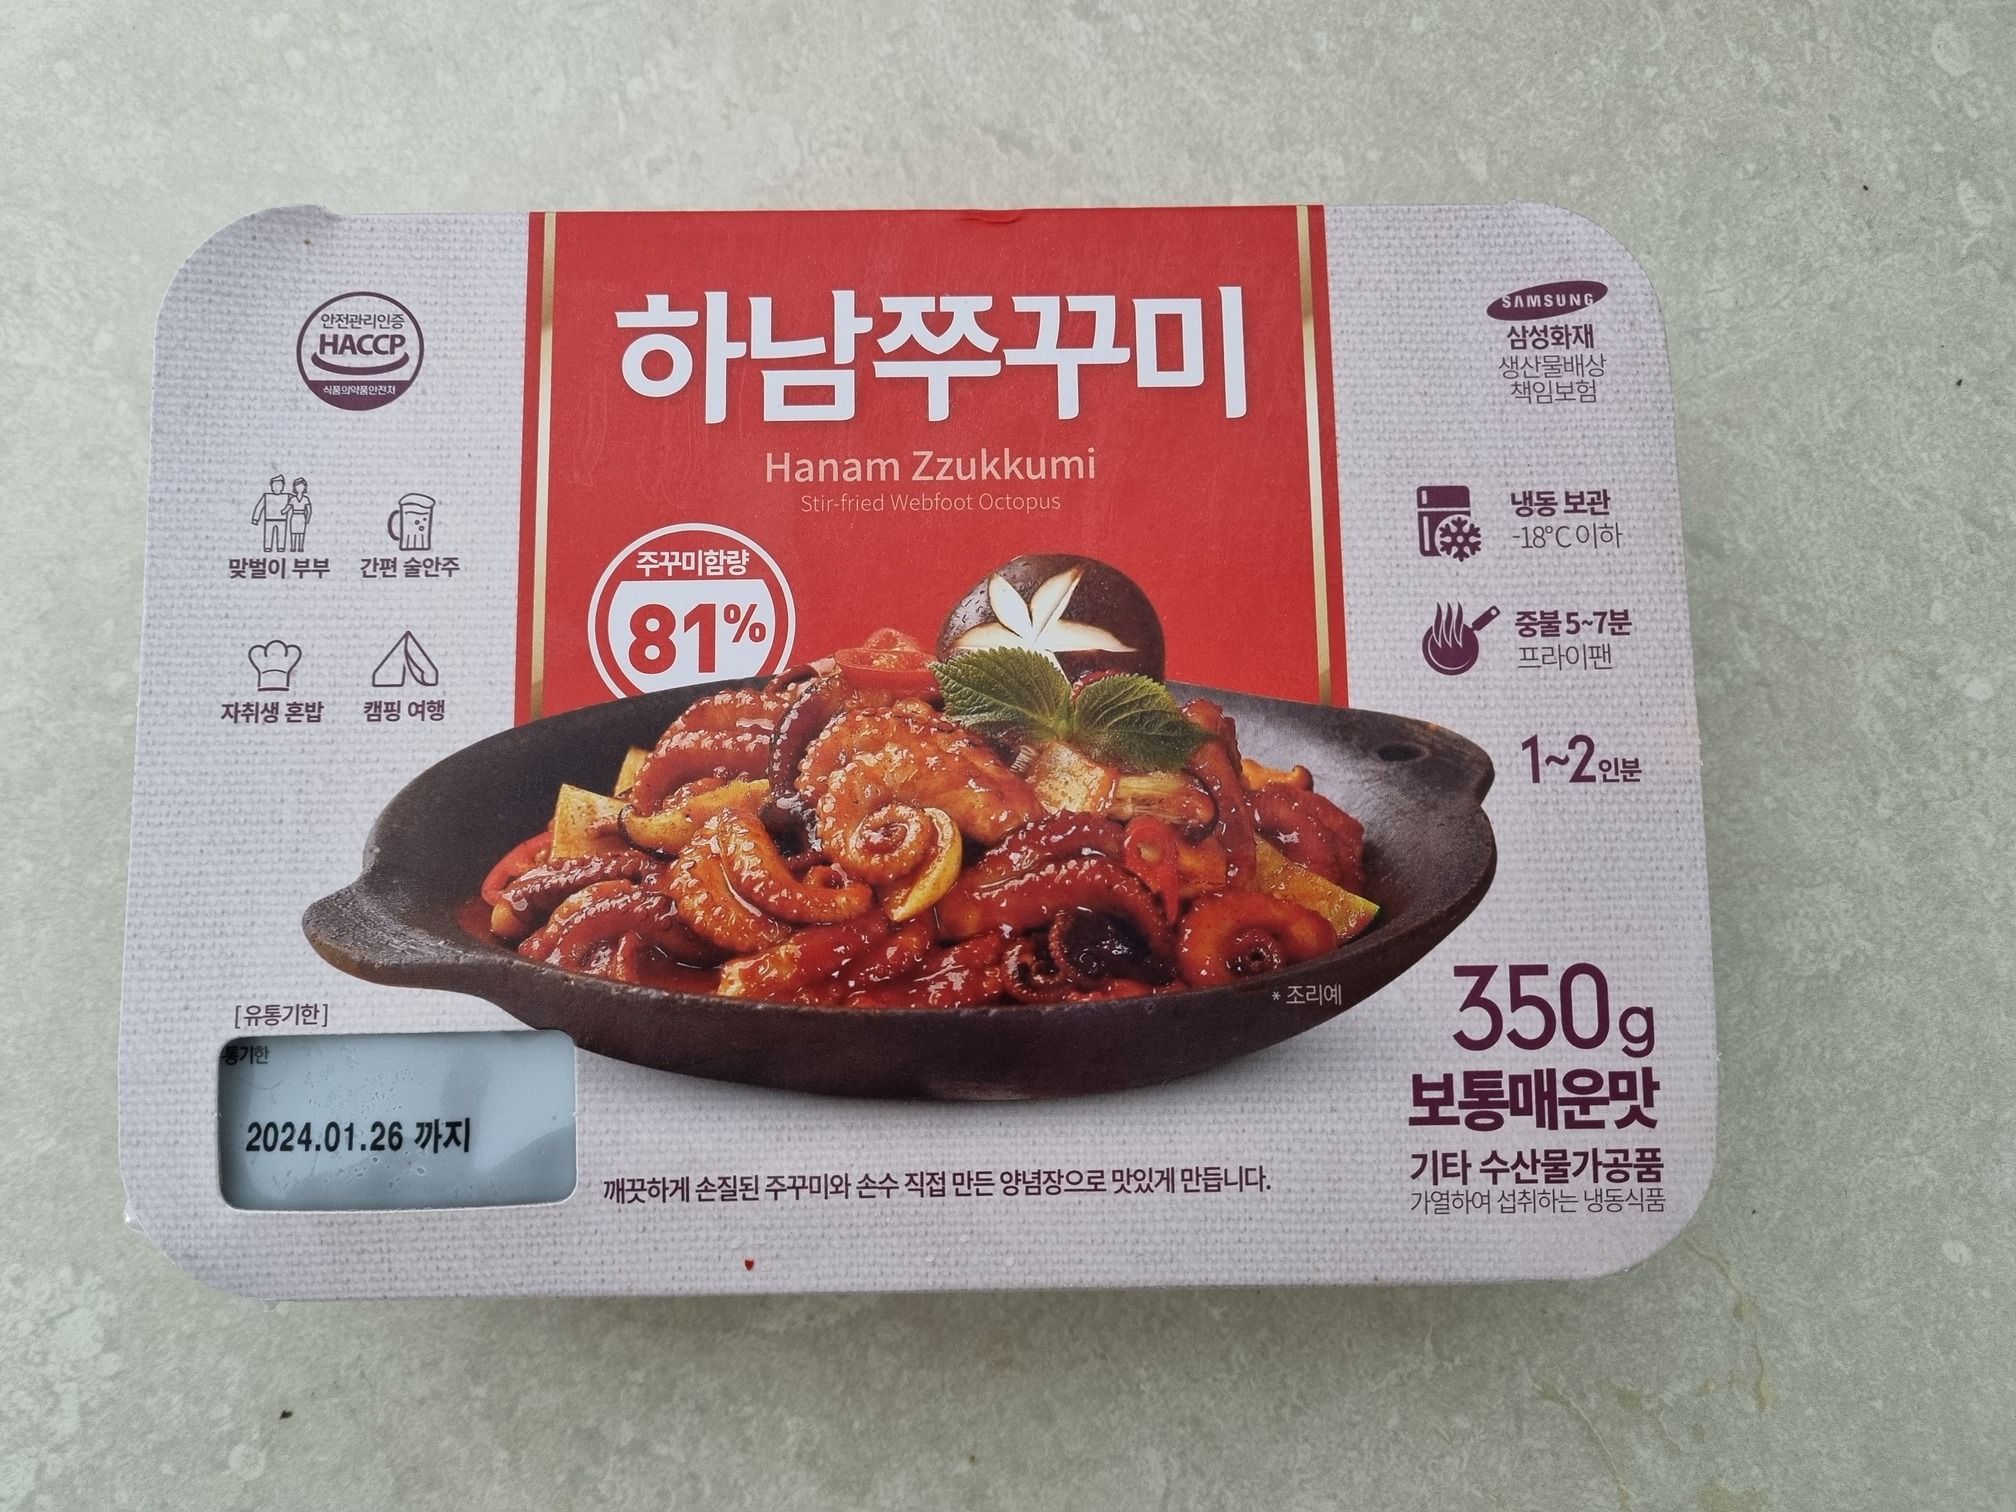 하남쭈꾸미
Hanam Zzukkumi
Stir-fried Webfoot Octopus
안전관리인증
HACCP
식품의약품안전처
SAMSUNG
삼성화재
생산물배상
책임보험
맞벌이 부부
간편 술안주
자취생 혼밥
캠핑 여행
주꾸미함량
81%
냉동 보관
-18°C 이하
중불 5~7분
프라이팬
1~2인분
* 조리예
350g
보통매운맛
기타 수산물가공품
가열하여 섭취하는 냉동식품
[유통기한]
통기한
2024.01.26 까지
깨끗하게 손질된 주꾸미와 손수 직접 만든 양념장으로 맛있게 만듭니다.